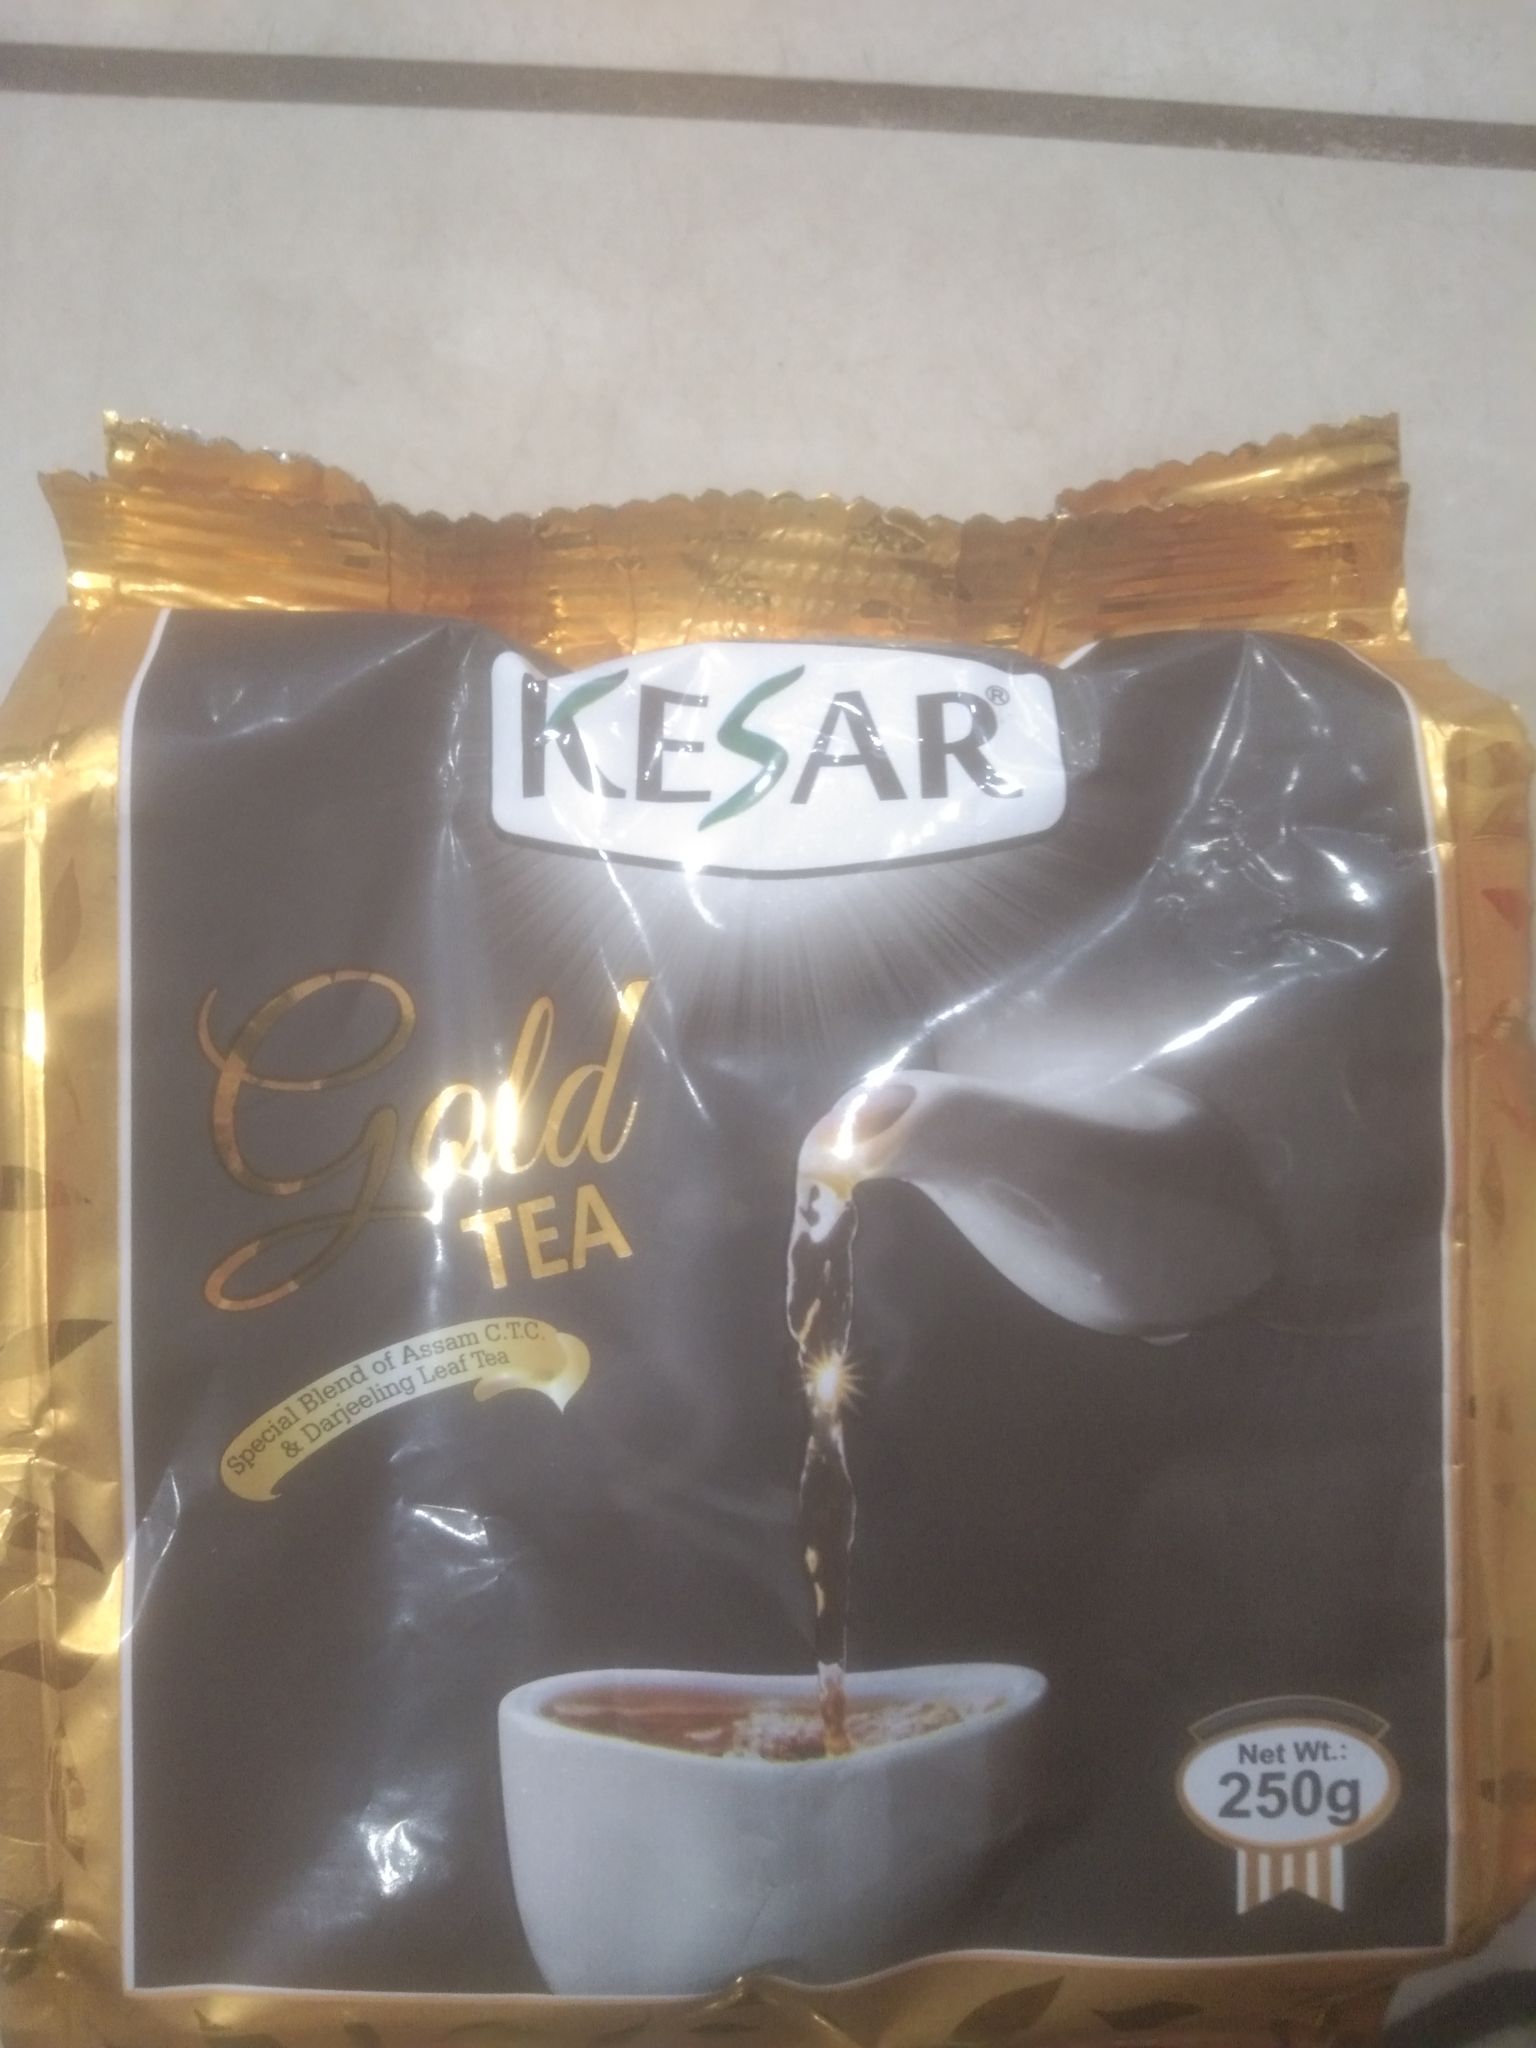 KESAR®
Gold
TEA
Special Blend of Assam C.T.C.
& Darjeeling Leaf Tea
Net Wt.:
250g